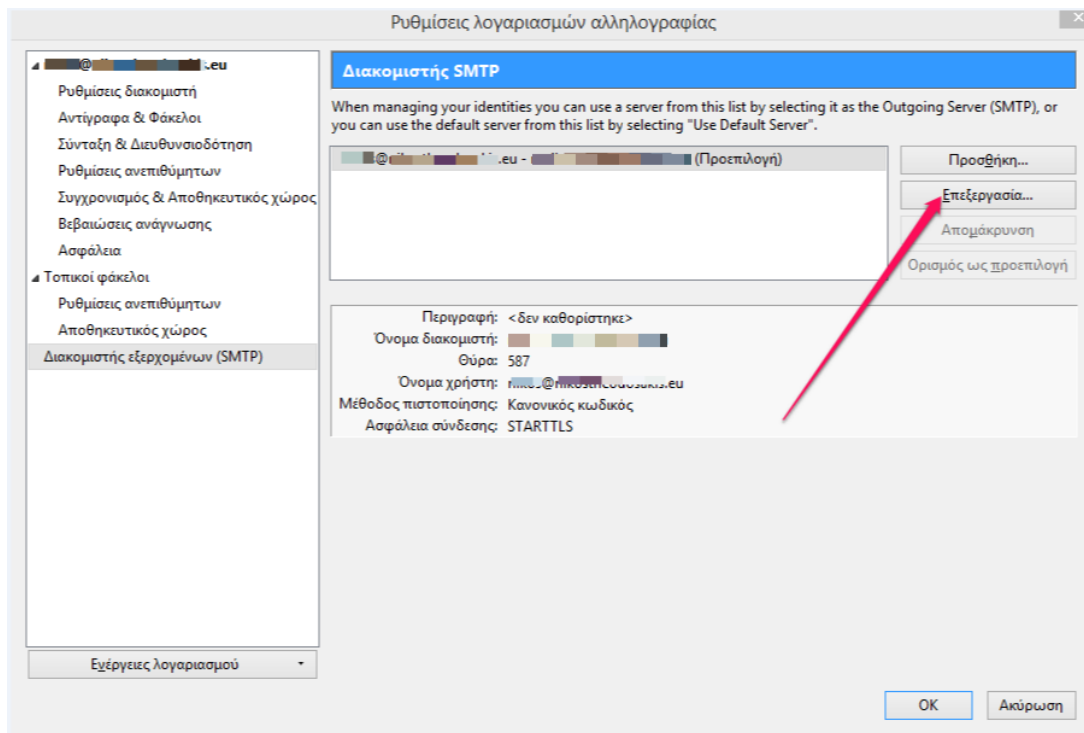 Ρυθμίσεις λογαριασμών αλληλογραφίας
.eu
Ρυθμίσεις διακομιστή
Αντίγραφα & Φάκελοι
Σύνταξη & Διευθυνσιοδότηση
Ρυθμίσεις ανεπιθύμητων
Συγχρονισμός & Αποθηκευτικός χώρος
Βεβαιώσεις ανάγνωσης
Ασφάλεια
Τοπικοί φάκελοι
Ρυθμίσεις ανεπιθύμητων
Αποθηκευτικός χώρος
Διακομιστής εξερχομένων (SMTP)
Ενέργειες λογαριασμού
Διακομιστής SMTP
When managing your identities you can use a server from this list by selecting it as the Outgoing Server (SMTP), or
you can use the default server from this list by selecting "Use Default Server".
.eu - (Προεπιλογή)
Προσθήκη...
Επεξεργασία...
Απομάκρυνση
Ορισμός ως προεπιλογή
Περιγραφή: <δεν καθορίστηκε>
Όνομα διακομιστή:
Θύρα: 587
Όνομα χρήστη: .eu
Μέθοδος πιστοποίησης: Κανονικός κωδικός
Ασφάλεια σύνδεσης: STARTTLS
OK
Ακύρωση